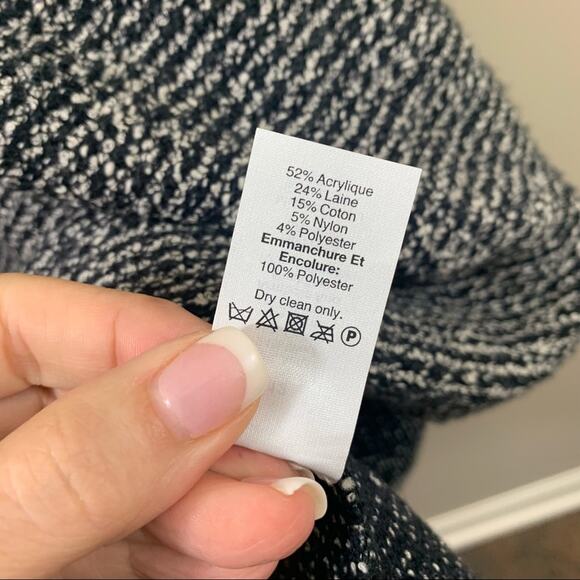 52% Acrylique
24% Laine
15% Coton
5% Nylon
4% Polyester
Emmanchure Et
Encolure:
100% Polyester
Dry clean only.
P